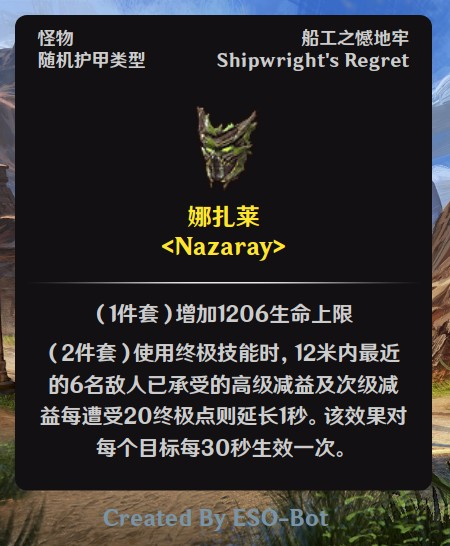 怪物
船工之憾地牢
随机护甲类型
Shipwright's Regret
娜扎莱
<Nazaray>
（1件套）增加1206生命上限
（2件套）使用终极技能时，12米内最近
的6名敌人已承受的高级减益及次级减
益每遭受20终极点则延长1秒。该效果对
每个目标每30秒生效一次。
Created By ESO-Bot